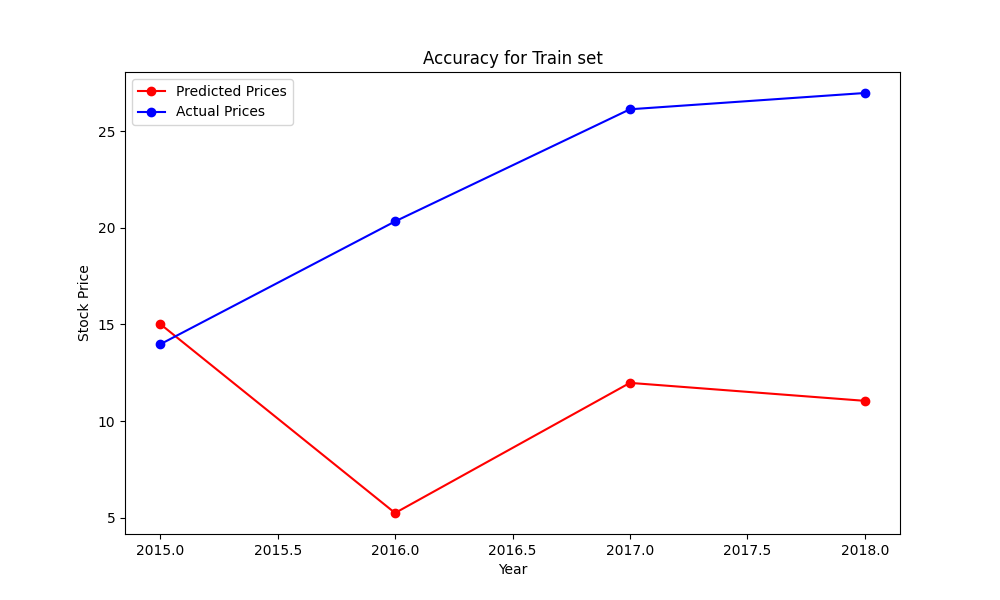 Accuracy for Train set
Predicted Prices
Actual Prices
25
20
15
10
5
Stock Price
2015.0 2015.5 2016.0 2016.5 2017.0 2017.5 2018.0
Year